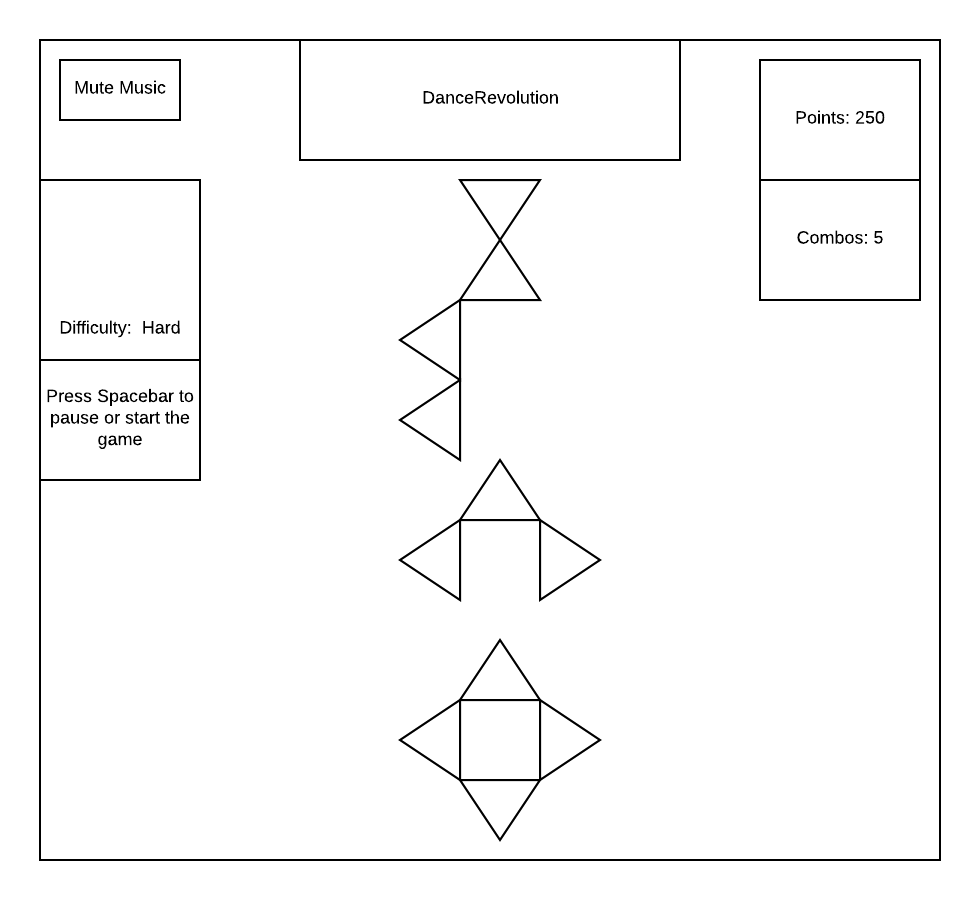 Mute Music
DanceRevolution
Points: 250
Combos: 5
Difficulty:  Hard
Press Spacebar to
pause or start the
game